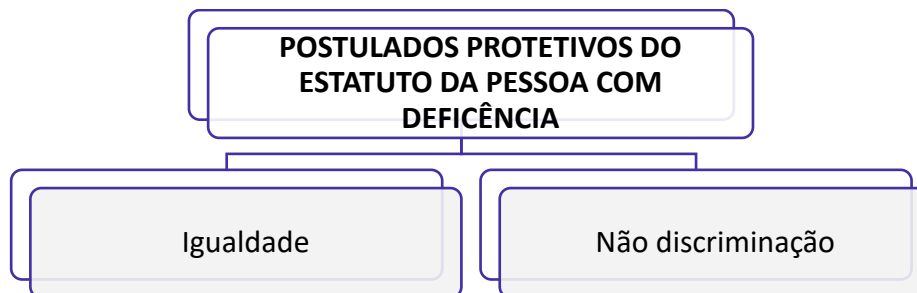 POSTULADOS PROTETIVOS DO
ESTATUTO DA PESSOA COM
DEFICÊNCIA
Igualdade
Não discriminação